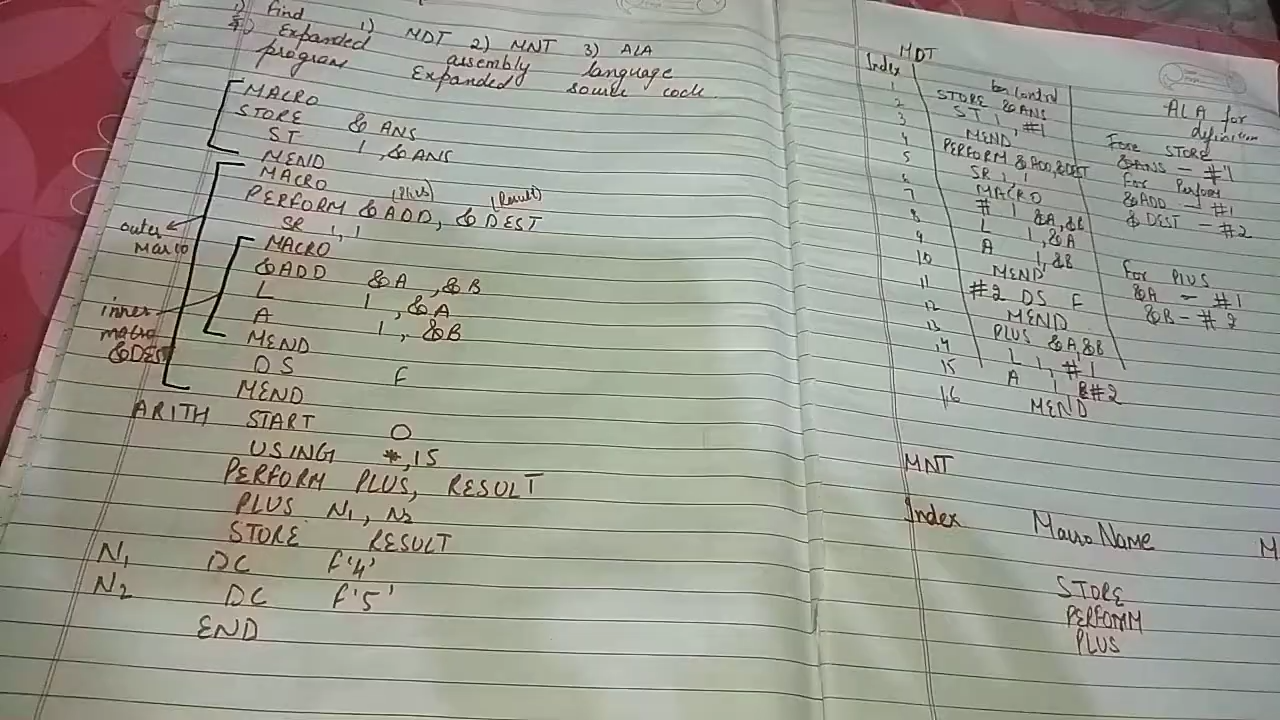 1) Find 1) MDT 2) MNT 3) ALA
Expanded assembly language
program Expanded source code
MACRO
STORE &ANS
ST 1, &ANS
MEND
MACRO
(Plus) (Result)
PERFORM &ADD, &DEST
SR 1, 1
outer
Macro
MACRO
&ADD &A, &B
L 1, &A
A 1, &B
inner
macro
MEND
&DEST
DS F
MEND
ARITH START 0
USING *,15
PERFORM PLUS, RESULT
PLUS N1, N2
STORE RESULT
N1 DC F'4'
N2 DC F'5'
END
MDT
Index
1 STORE &ANS
2 ST 1, #1
3 MEND
4 PERFORM &ADD, &DEST
5 SR 1, 1
6 MACRO
7 # 1 &A, &B
8 L 1, &A
9 A 1, &B
10 MEND
11 #2 DS F
12 MEND
13 PLUS &A, &B
14 L 1, #1
15 A 1 #2
16 MEND
ALA for
definition
For STORE
&ANS - #1
For Perform
&ADD - #1
&DEST - #2
For PLUS
&A - #1
&B - #2
MNT
Index Macro Name M
STORE
PERFORM
PLUS